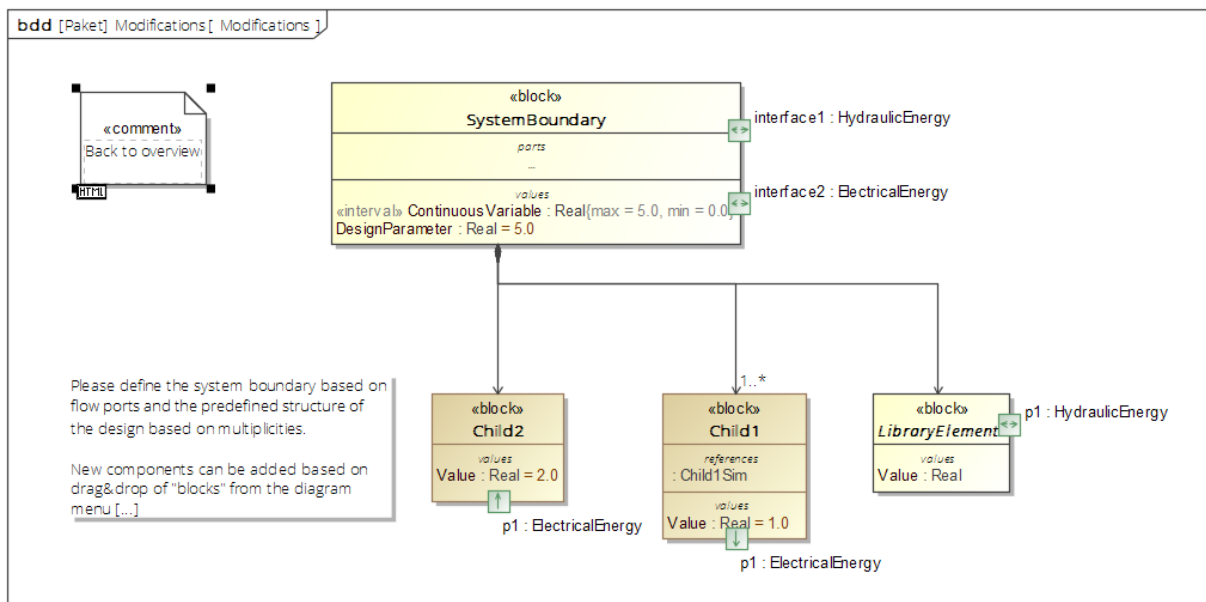 bdd [Paket] Modifications[ Modifications ]
«comment»
Back to overview
HTML
«block»
SystemBoundary
parts
...
values
«interval» ContinuousVariable : Real{max = 5.0, min = 0.0}
DesignParameter : Real = 5.0
interface1 : HydraulicEnergy
interface2 : ElectricalEnergy
Please define the system boundary based on
flow ports and the predefined structure of
the design based on multiplicities.
New components can be added based on
drag&drop of "blocks" from the diagram
menu [...]
«block»
Child2
values
Value : Real = 2.0
p1 : ElectricalEnergy
1..*
«block»
Child1
references
: Child1Sim
values
Value : Real = 1.0
p1 : ElectricalEnergy
«block»
LibraryElement
values
Value : Real
p1 : HydraulicEnergy